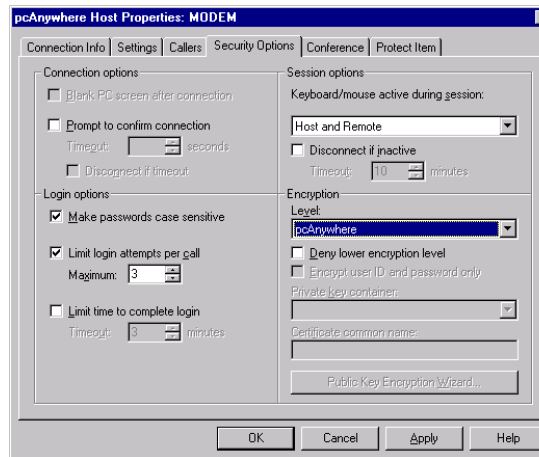 pcAnywhere Host Properties: MODEM
Connection Info Settings Callers Security Options Conference Protect Item
Connection options
Blank PC screen after connection
Prompt to confirm connection
Timeout: seconds
Disconnect if timeout
Login options
Make passwords case sensitive
Limit login attempts per call
Maximum: 3
Limit time to complete login
Timeout: 3 minutes
Session options
Keyboard/mouse active during session:
Host and Remote
Disconnect if inactive
Timeout: 10 minutes
Encryption
Level:
pcAnywhere
Deny lower encryption level
Encrypt user ID and password only
Private key container:
Certificate common name:
Public Key Encryption Wizard...
OK Cancel Apply Help